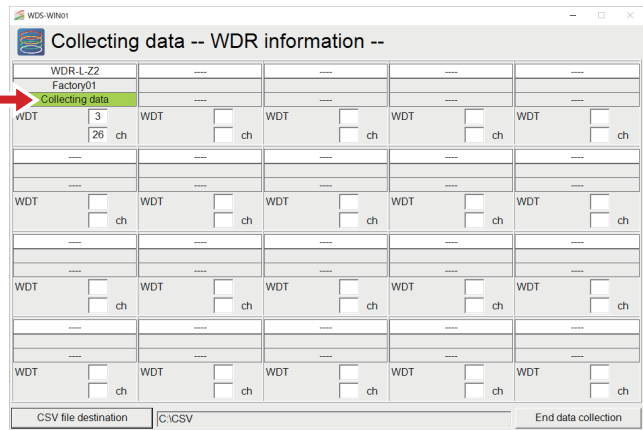 WDS-WIN01
Collecting data -- WDR information --
WDR-L-Z2 ---- ---- ---- ----
Factory01
Collecting data ---- ---- ---- ----
WDT 3 WDT WDT WDT WDT
26 ch ch ch ch ch
---- ---- ---- ---- ----
---- ---- ---- ---- ----
WDT WDT WDT WDT WDT
ch ch ch ch ch
---- ---- ---- ---- ----
---- ---- ---- ---- ----
WDT WDT WDT WDT WDT
ch ch ch ch ch
---- ---- ---- ---- ----
---- ---- ---- ---- ----
WDT WDT WDT WDT WDT
ch ch ch ch ch
CSV file destination C:\CSV End data collection